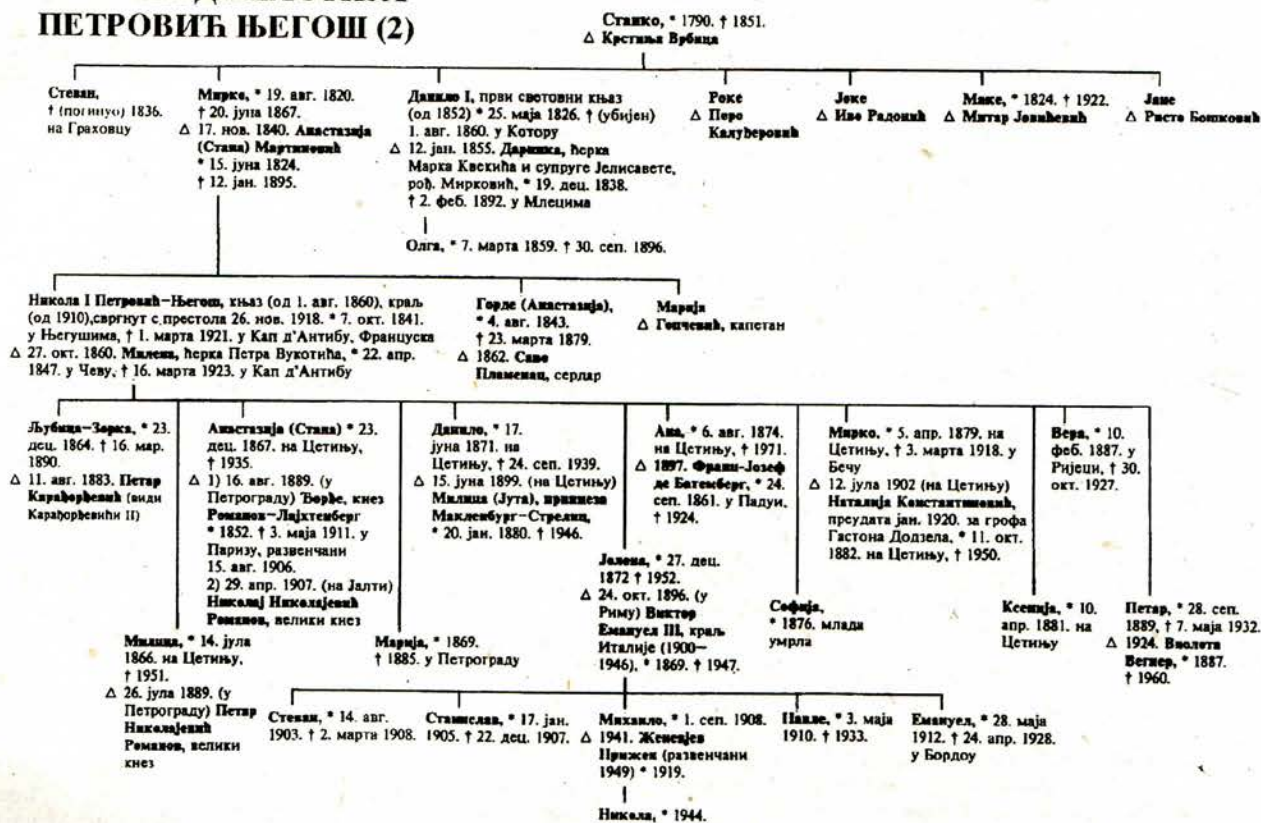 ПЕТРОВИЋ ЊЕГОШ (2)
Станко, * 1790. † 1851.
△ Крстиња Врбица
Стеван,
† (погинуо) 1836.
на Граховцу
Мирко, * 19. авг. 1820.
† 20. јула 1867.
△ 17. нов. 1840. Анастазија
(Стана) Мартиновић
* 15. јуна 1824.
† 12. јан. 1895.
Данило I, први световни књаз
(од 1852) * 25. маја 1826. † (убијен)
1. авг. 1860. у Котору
△ 12. јан. 1855. Даринка, ћерка
Марка Квекића и супруге Јелисавете,
рођ. Мирковић, * 19. дец. 1838.
† 2. феб. 1892. у Млецима
Роке
△ Перо
Калуђеровић
Јоке
△ Иво Радонић
Маке, * 1824. † 1922.
△ Митар Јовићевић
Јане
△ Ристо Бошковић
Олга, * 7. марта 1859. † 30. сеп. 1896.
Никола I Петровић-Његош, књаз (од 1. авг. 1860), краљ
(од 1910),свргнут с престола 26. нов. 1918. * 7. окт. 1841.
у Његушима, † 1. марта 1921. у Кап д'Антибу, Француска
△ 27. окт. 1860. Милена, ћерка Петра Вукотића, * 22. апр.
1847. у Чеву, † 16. марта 1923. у Кап д'Антибу
Горде (Анастазија),
* 4. авг. 1843.
† 23. марта 1879.
△ 1862. Саво
Пламенац, сердар
Марија
△ Гопчевић, капетан
Љубица-Зорка, * 23.
дец. 1864. † 16. мар.
1890.
△ 11. авг. 1883. Петар
Карађорђевић (види
Карађорђевићи II)
Анастазија (Стана) * 23.
дец. 1867. на Цетињу,
† 1935.
△ 1) 16. авг. 1889. (у
Петрограду) Ђорђе, кнез
Романов-Лајхтенберг
* 1852. † 3. маја 1911. у
Паризу, развенчани
15. авг. 1906.
2) 29. апр. 1907. (на Јалти)
Николај Николајевић
Романов, велики кнез
Данило, * 17.
јуна 1871. на
Цетињу, † 24. сеп. 1939.
△ 15. јуна 1899. (на Цетињу)
Милица (Јута), принцеза
Макленбург-Стрелиц,
* 20. јан. 1880. † 1946.
Ана, * 6. авг. 1874.
на Цетињу, † 1971.
△ 1897. Франц-Јозеф
де Батемберг, * 24.
сеп. 1861. у Падуи,
† 1924.
Мирко, * 5. апр. 1879. на
Цетињу, † 3. марта 1918. у
Бечу
△ 12. јула 1902 (на Цетињу)
Наталија Константиновић,
преудата јан. 1920. за грофа
Гастона Додзела, * 11. окт.
1882. на Цетињу, † 1950.
Вера, * 10.
феб. 1887. у
Ријеци, † 30.
окт. 1927.
Милица, * 14. јула
1866. на Цетињу,
† 1951.
△ 26. јула 1889. (у
Петрограду) Петар
Николајевић
Романов, велики
кнез
Марија, * 1869.
† 1885. у Петрограду
Јелена, * 27. дец.
1872 † 1952.
△ 24. окт. 1896. (у
Риму) Виктор
Емануел III, краљ
Италије (1900–
1946), * 1869. † 1947.
Софија,
* 1876. млада
умрла
Ксенија, * 10.
апр. 1881. на
Цетињу
Петар, * 28. сеп.
1889, † 7. маја 1932.
△ 1924. Виолета
Вегнер, * 1887.
† 1960.
Стеван, * 14. авг.
1903. † 2. марта 1908.
Станислав, * 17. јан.
1905. † 22. дец. 1907.
Михаило, * 1. сеп. 1908.
△ 1941. Женевјев
Прижен (развенчани
1949) * 1919.
Павле, * 3. маја
1910. † 1933.
Емануел, * 28. маја
1912. † 24. апр. 1928.
у Бордоу
Никола, * 1944.